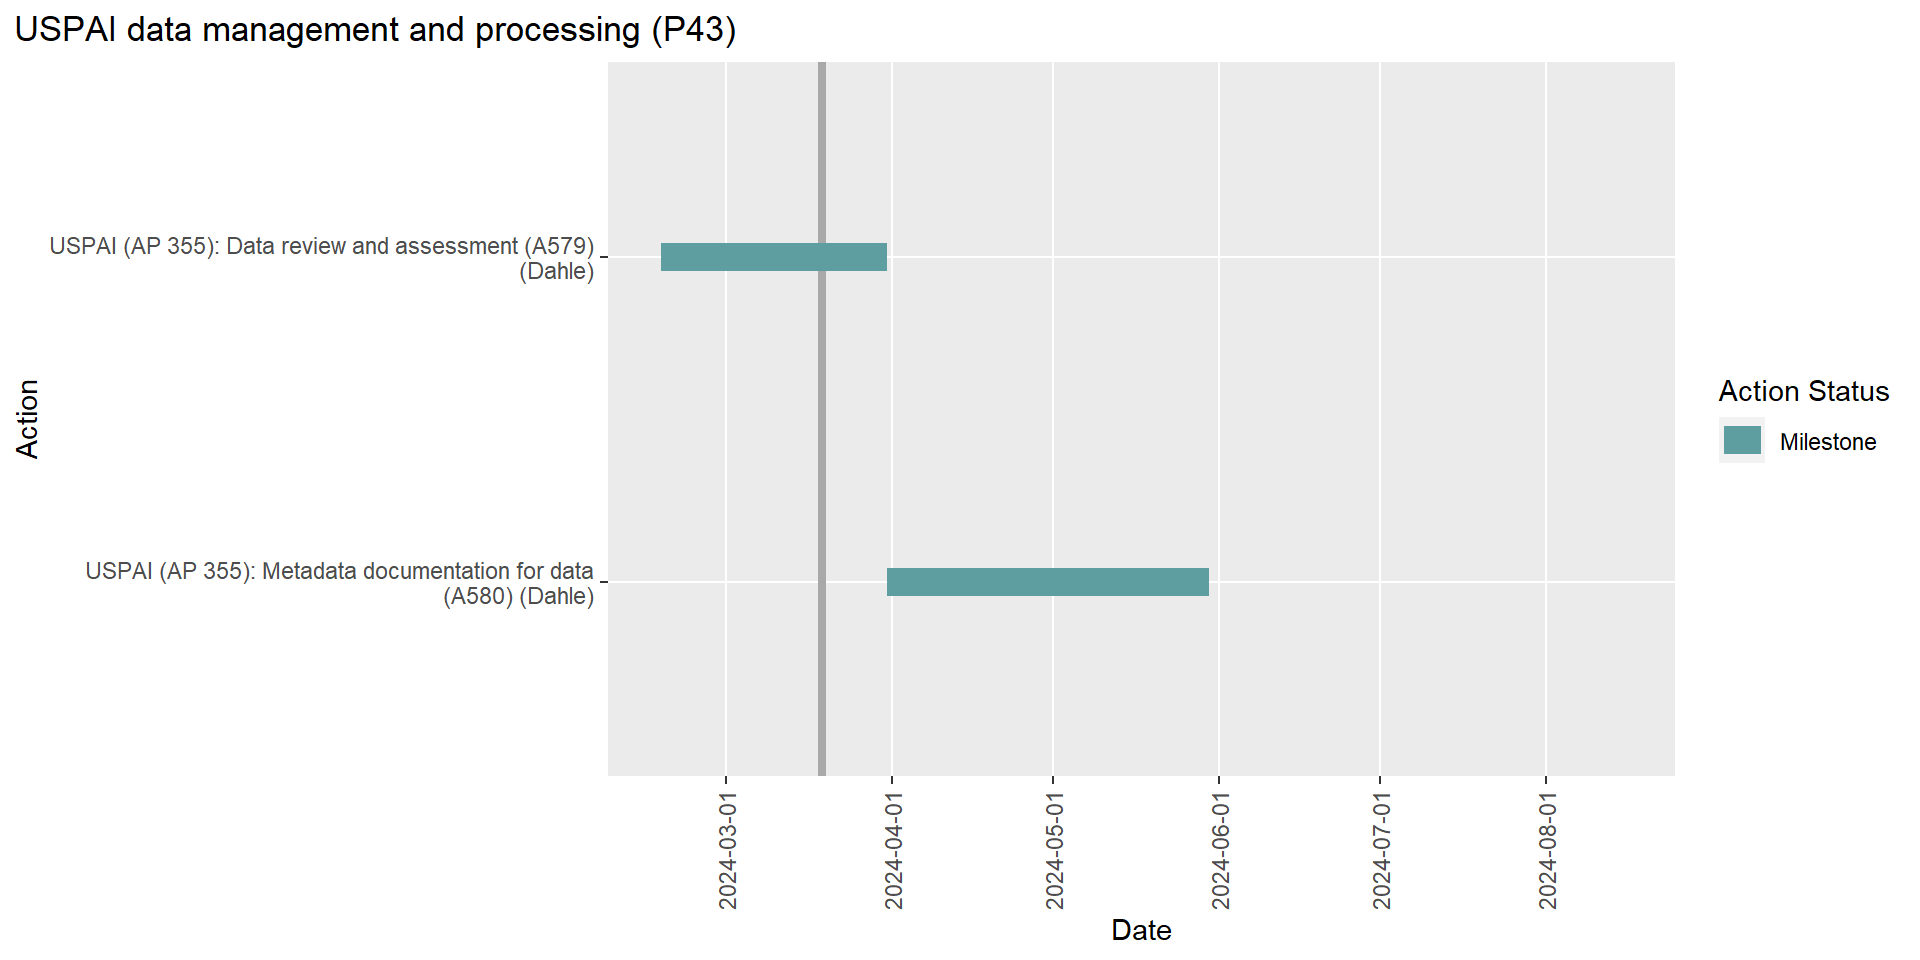 USPAI data management and processing (P43)
USPAI (AP 355): Data review and assessment (A579)
(Dahle)
USPAI (AP 355): Metadata documentation for data
(A580) (Dahle)
Action
2024-03-01
2024-04-01
2024-05-01
2024-06-01
2024-07-01
2024-08-01
Date
Action Status
Milestone